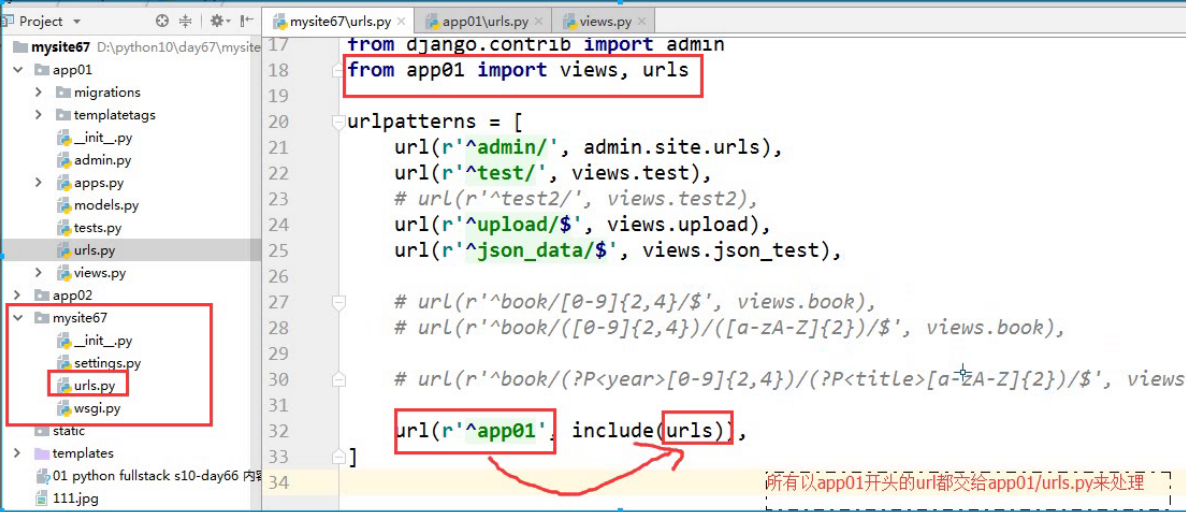 Project
mysite67 D:\python10\day67\mysite
app01
migrations
templatetags
__init__.py
admin.py
apps.py
models.py
tests.py
urls.py
views.py
app02
mysite67
__init__.py
settings.py
urls.py
wsgi.py
static
templates
01 python fullstack s10-day66 内容
111.jpg
mysite67\urls.py
app01\urls.py
views.py
17 from django.contrib import admin
18 from app01 import views, urls
19
20 urlpatterns = [
21 url(r'^admin/', admin.site.urls),
22 url(r'^test/', views.test),
23 # url(r'^test2/', views.test2),
24 url(r'^upload/$', views.upload),
25 url(r'^json_data/$', views.json_test),
26
27 # url(r'^book/[0-9]{2,4}/$', views.book),
28 # url(r'^book/([0-9]{2,4})/([a-zA-Z]{2})/$', views.book),
29
30 # url(r'^book/(?P<year>[0-9]{2,4})/(?P<title>[a-zA-Z]{2})/$', views
31
32 url(r'^app01', include(urls)),
33 ]
34
所有以app01开头的url都交给app01/urls.py来处理